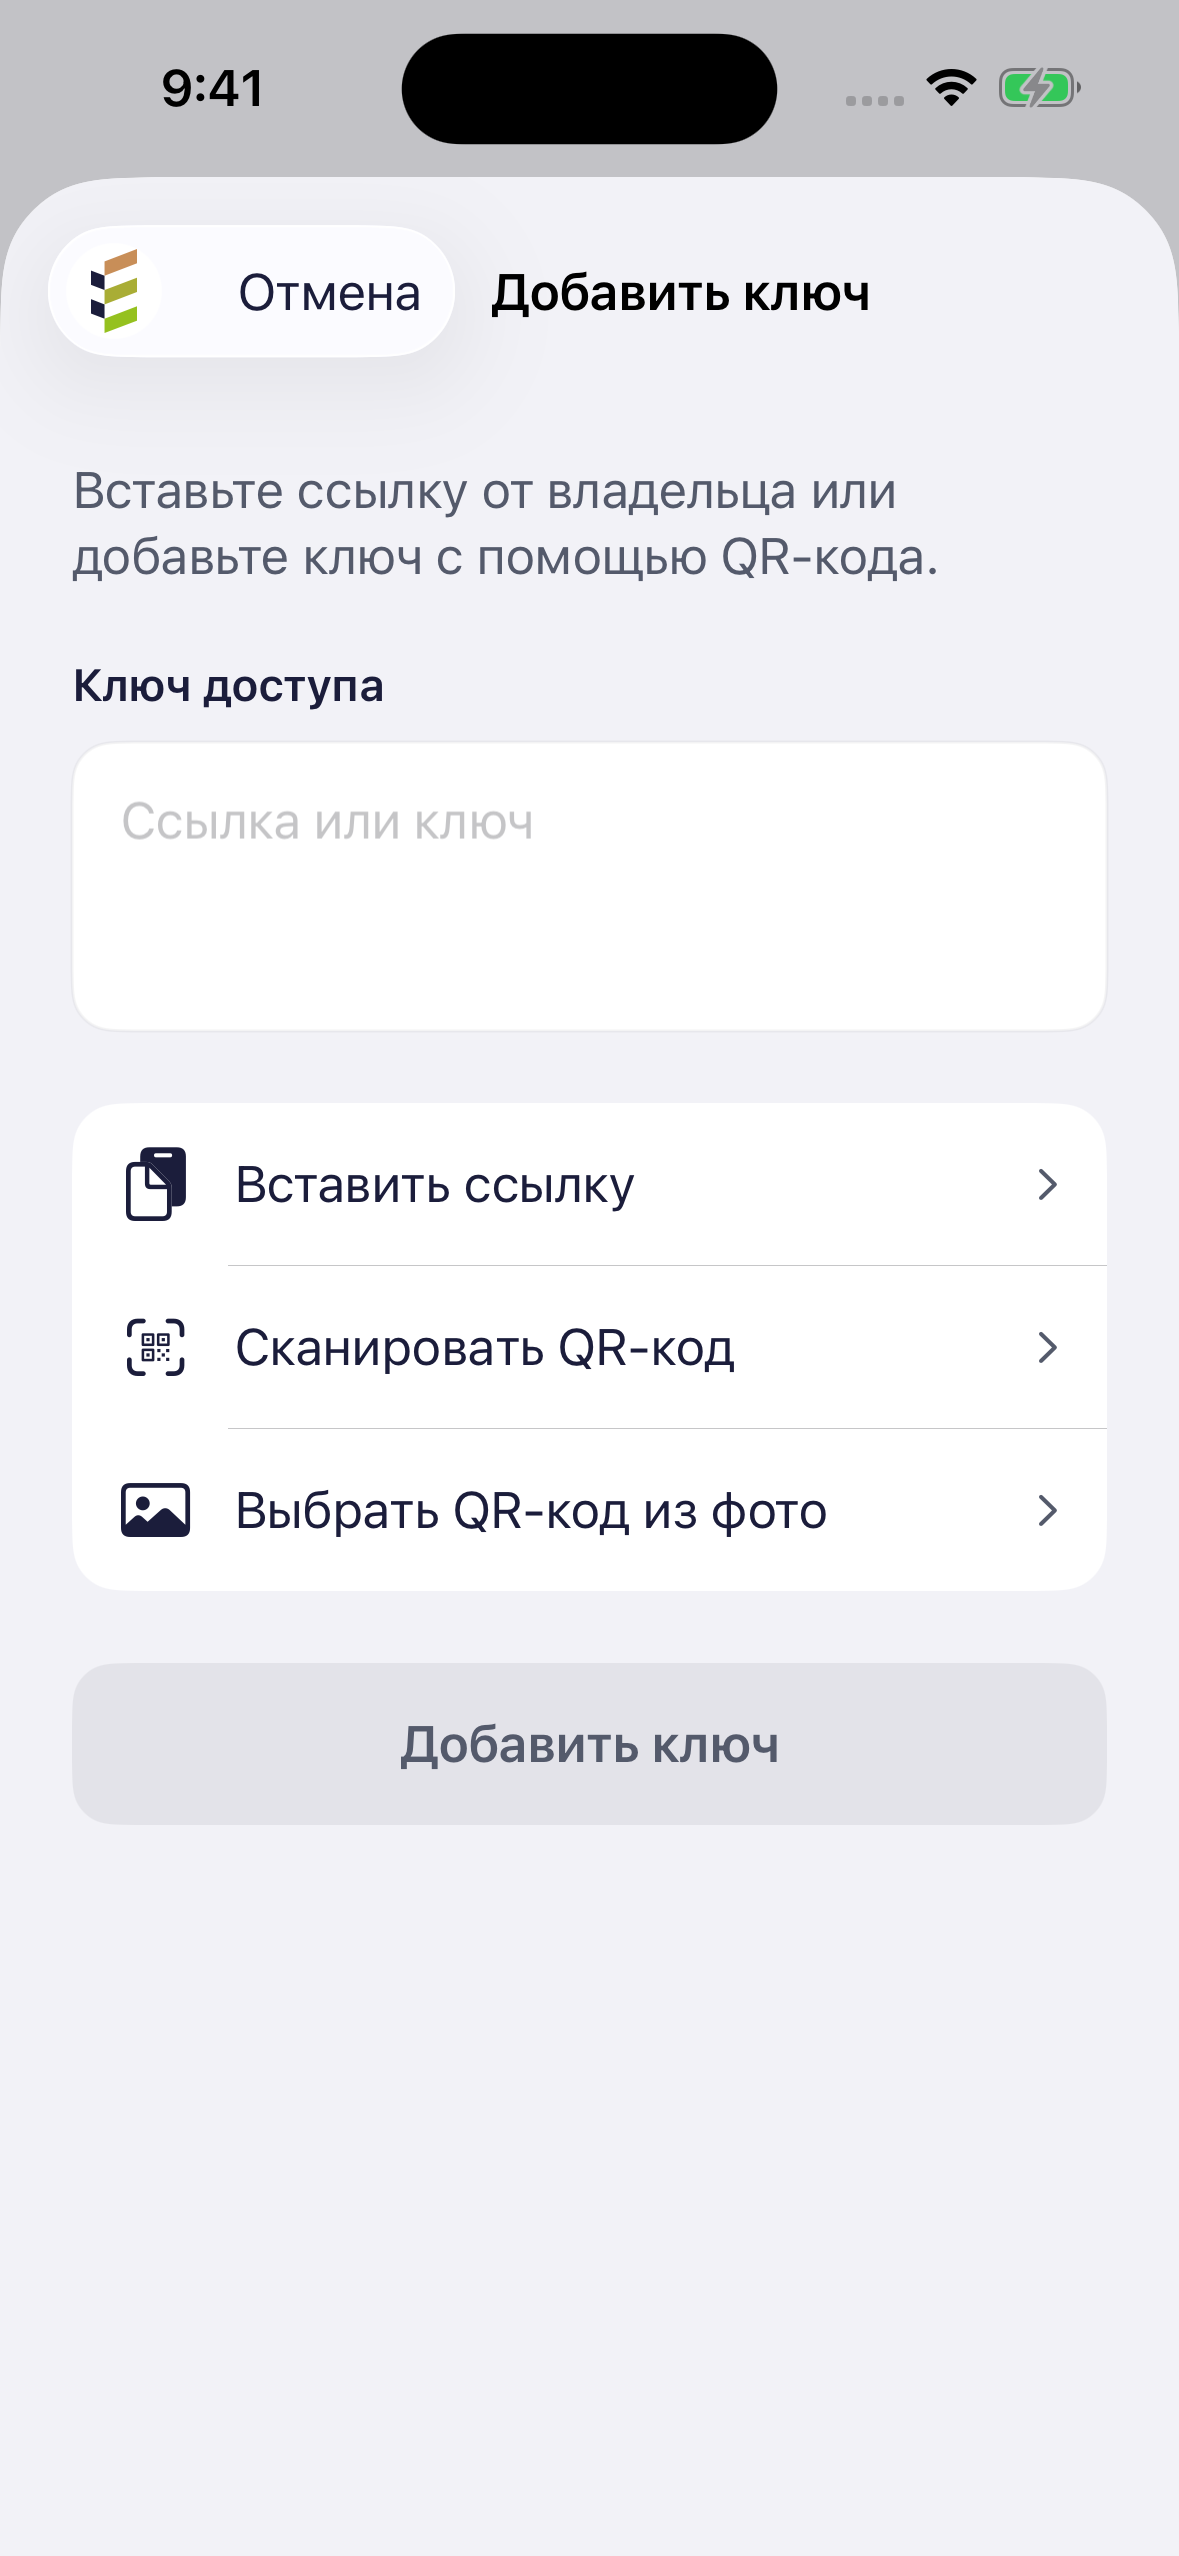 9:41
Отмена
Добавить ключ
Вставьте ссылку от владельца или
добавьте ключ с помощью QR-кода.
Ключ доступа
Ссылка или ключ
Вставить ссылку
Сканировать QR-код
Выбрать QR-код из фото
Добавить ключ